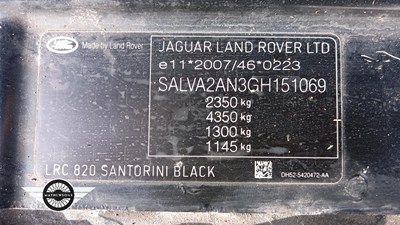 Made by Land Rover
JAGUAR LAND ROVER LTD
e11*2007/46*0223
SALVA2AN3GH151069
2350 kg
4350 kg
1300 kg
1145 kg
LRC 820 SANTORINI BLACK
DH52-5420472-AA